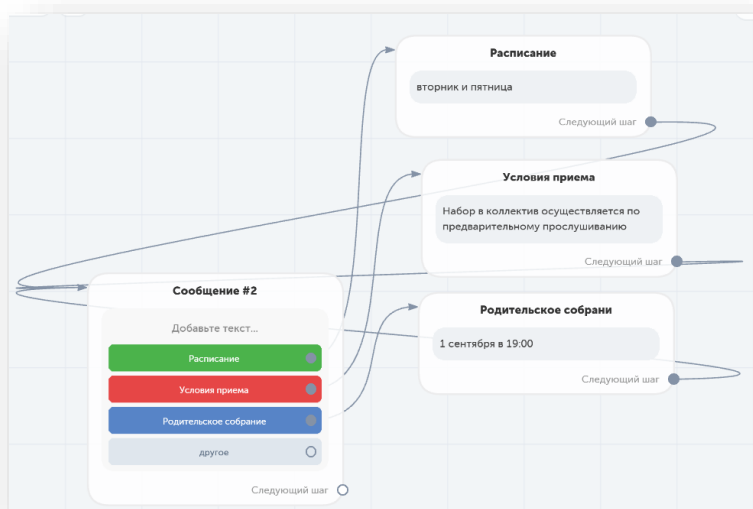 Расписание
вторник и пятница
Следующий шаг
Условия приема
Набор в коллектив осуществляется по
предварительному прослушиванию
Следующий шаг
Родительское собрани
1 сентября в 19:00
Следующий шаг
Сообщение #2
Добавьте текст...
Расписание
Условия приема
Родительское собрание
другое
Следующий шаг